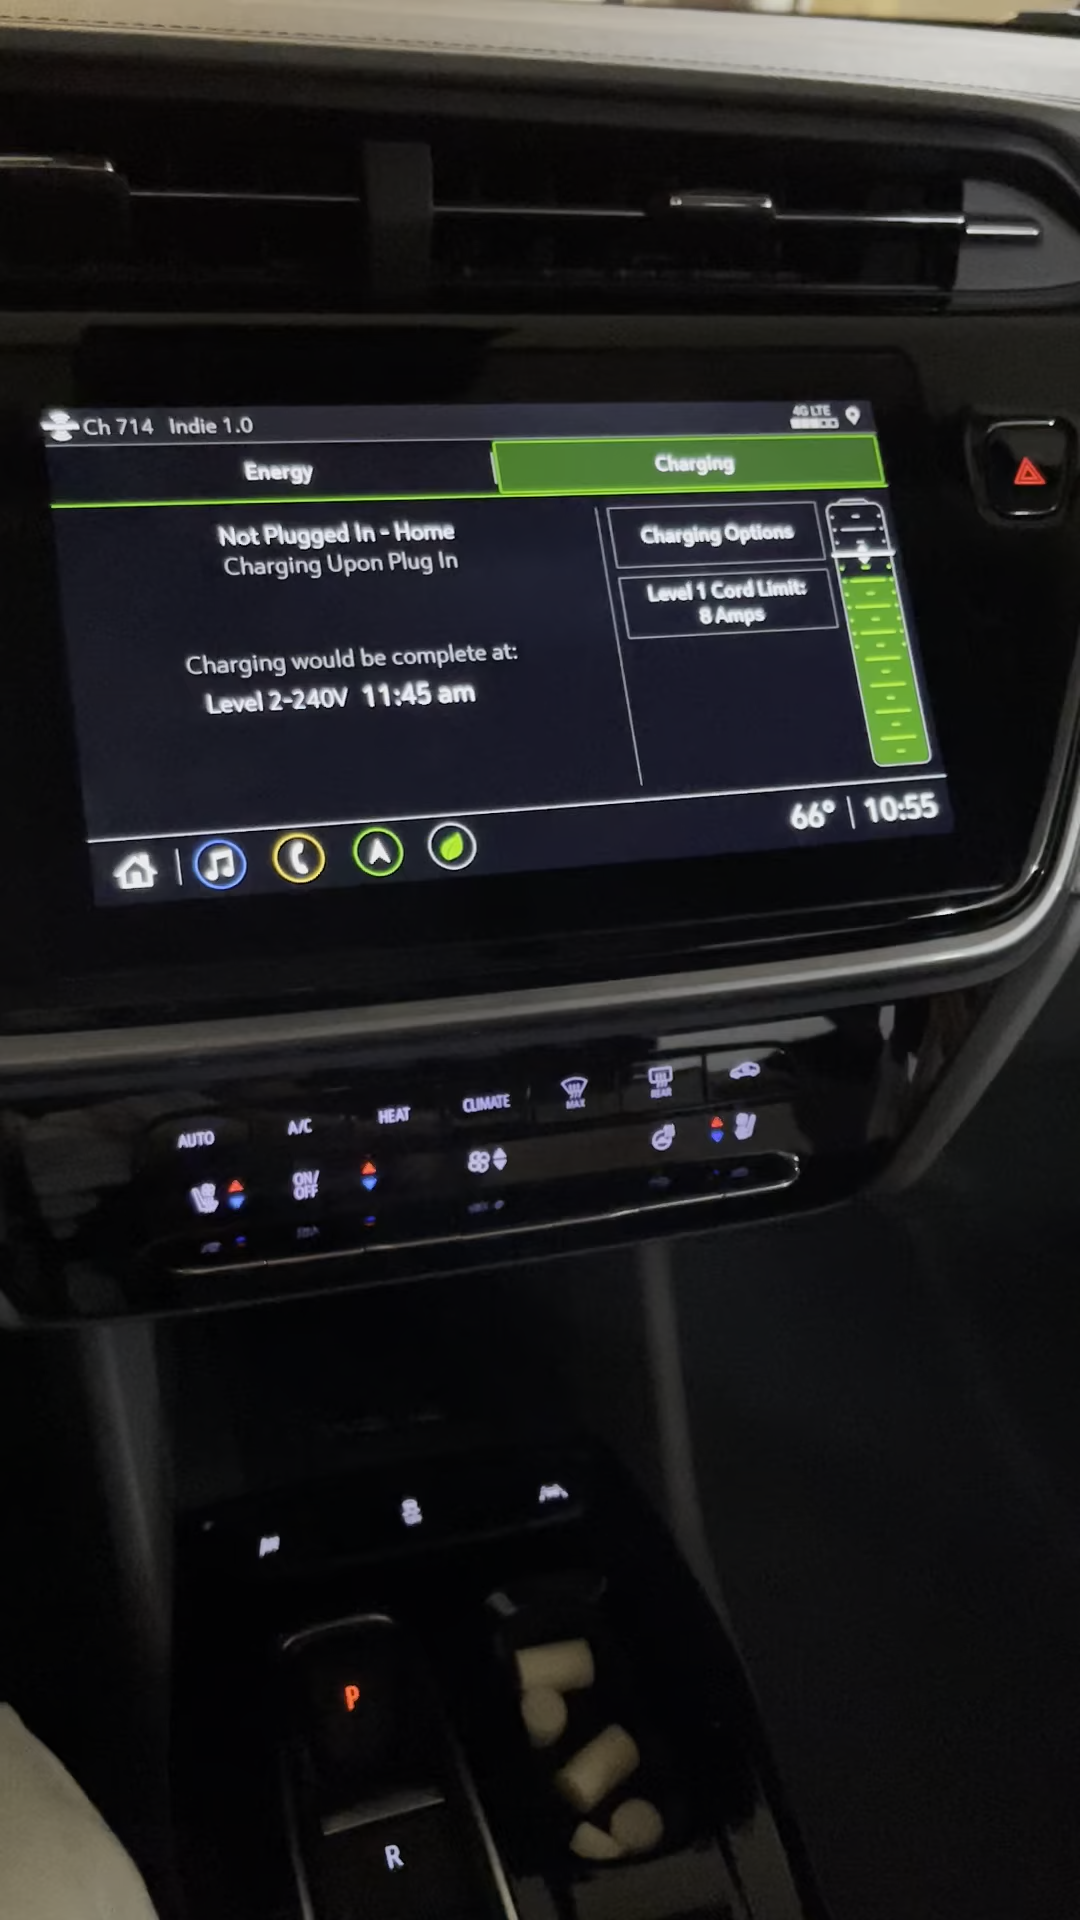 Ch 714 Indie 1.0
4G LTE
Energy
Charging
Not Plugged In - Home
Charging Upon Plug In
Charging would be complete at:
Level 2-240V 11:45 am
Charging Options
Level 1 Cord Limit:
8 Amps
66° | 10:55
AUTO
A/C
HEAT
CLIMATE
MAX
REAR
ON/
OFF
P
R